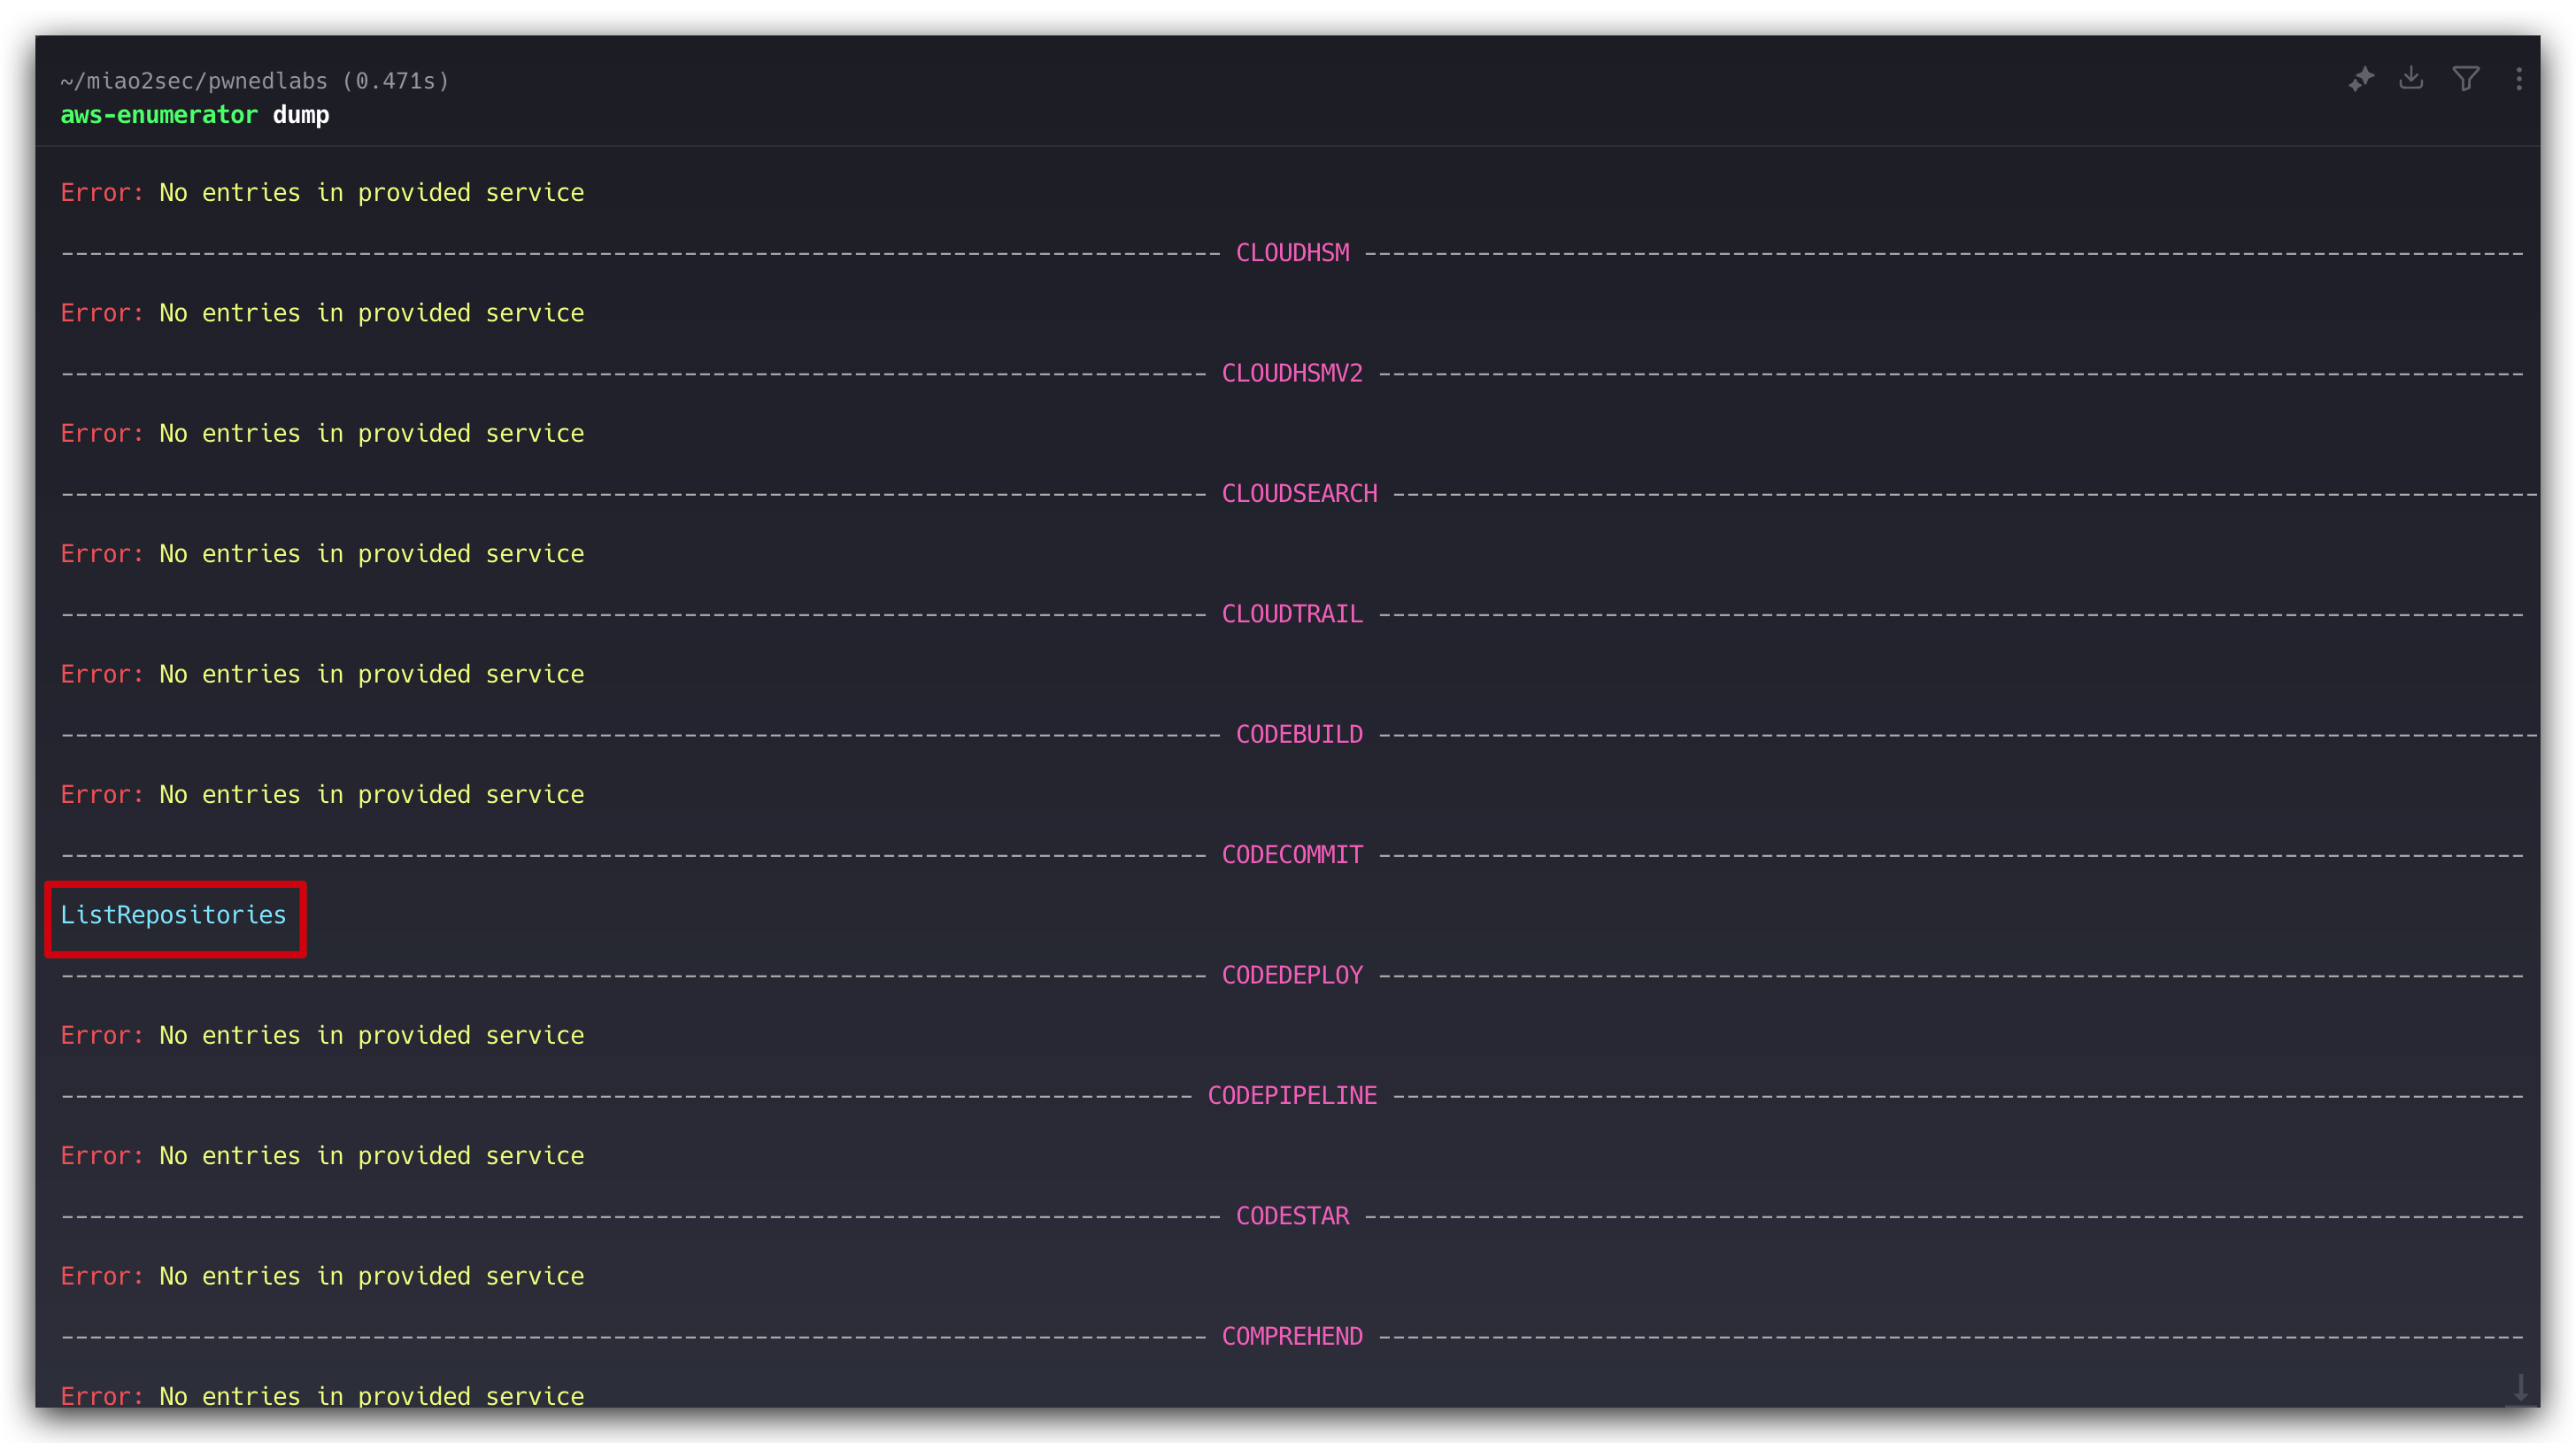 ~/miao2sec/pwnedlabs (0.471s)
aws-enumerator dump
Error: No entries in provided service
---------------------------------------------------------------------------------- CLOUDHSM ----------------------------------------------------------------------------------
Error: No entries in provided service
--------------------------------------------------------------------------------- CLOUDHSMV2 ---------------------------------------------------------------------------------
Error: No entries in provided service
--------------------------------------------------------------------------------- CLOUDSEARCH ---------------------------------------------------------------------------------
Error: No entries in provided service
--------------------------------------------------------------------------------- CLOUDTRAIL ---------------------------------------------------------------------------------
Error: No entries in provided service
---------------------------------------------------------------------------------- CODEBUILD ----------------------------------------------------------------------------------
Error: No entries in provided service
--------------------------------------------------------------------------------- CODECOMMIT ---------------------------------------------------------------------------------
ListRepositories
--------------------------------------------------------------------------------- CODEDEPLOY ---------------------------------------------------------------------------------
Error: No entries in provided service
-------------------------------------------------------------------------------- CODEPIPELINE --------------------------------------------------------------------------------
Error: No entries in provided service
---------------------------------------------------------------------------------- CODESTAR ----------------------------------------------------------------------------------
Error: No entries in provided service
--------------------------------------------------------------------------------- COMPREHEND ---------------------------------------------------------------------------------
Error: No entries in provided service